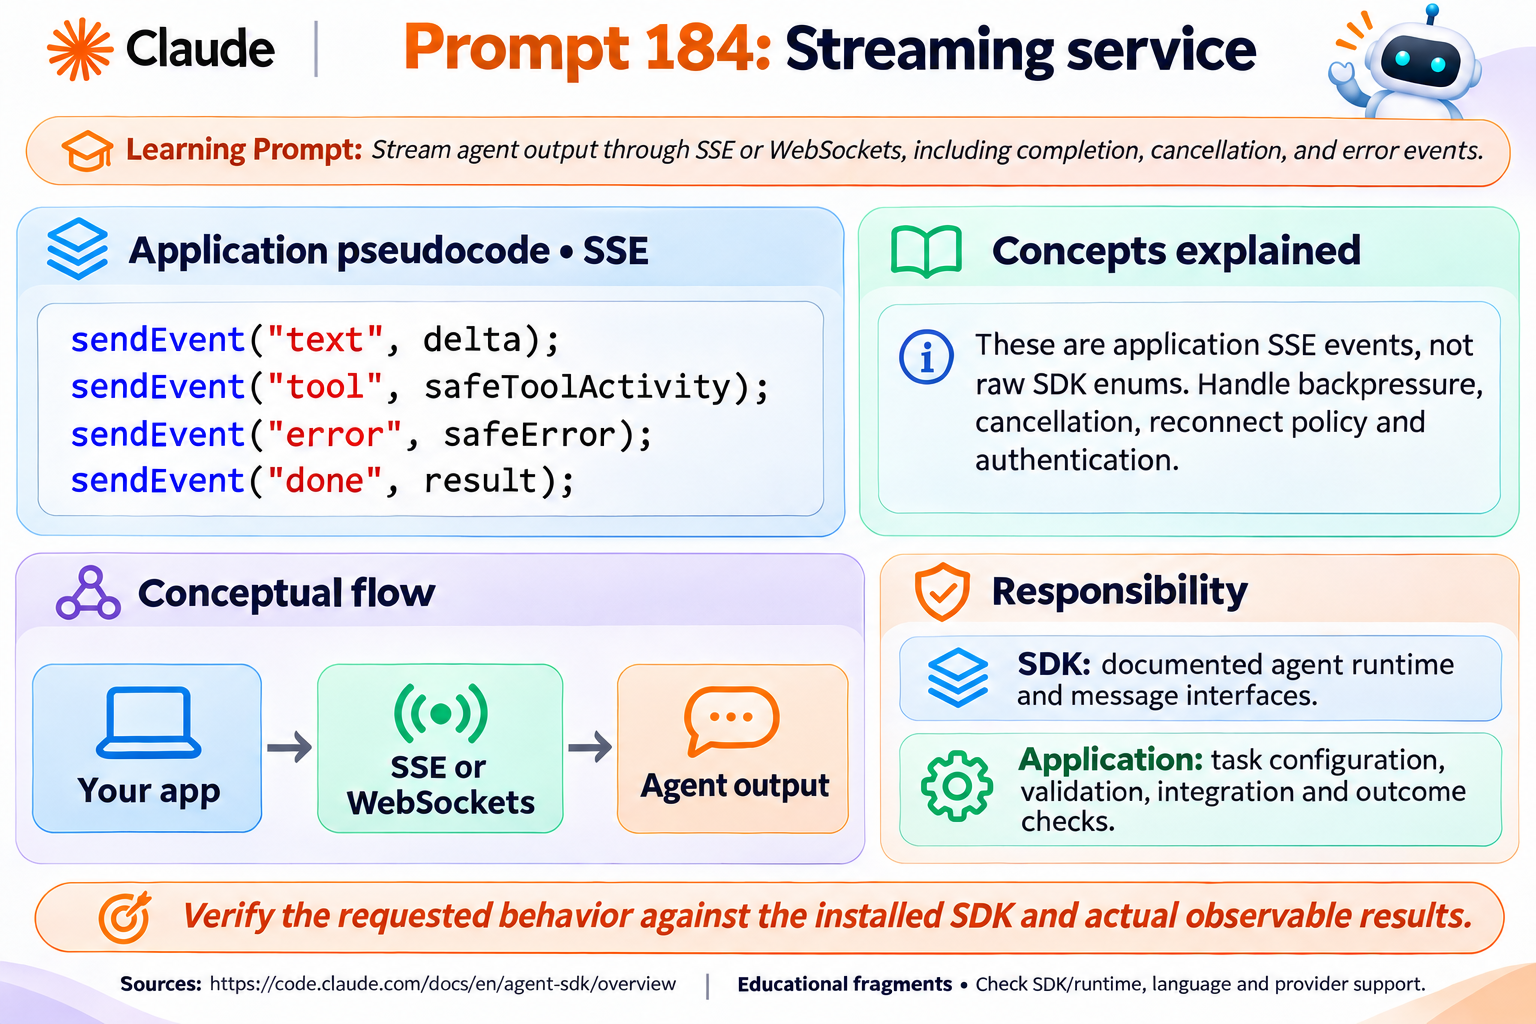 Claude
Prompt 184: Streaming service
Learning Prompt: Stream agent output through SSE or WebSockets, including completion, cancellation, and error events.
Application pseudocode • SSE
sendEvent("text", delta);
sendEvent("tool", safeToolActivity);
sendEvent("error", safeError);
sendEvent("done", result);
Concepts explained
These are application SSE events, not
raw SDK enums. Handle backpressure,
cancellation, reconnect policy and
authentication.
Conceptual flow
Your app
SSE or
WebSockets
Agent output
Responsibility
SDK: documented agent runtime
and message interfaces.
Application: task configuration,
validation, integration and outcome
checks.
Verify the requested behavior against the installed SDK and actual observable results.
Sources: https://code.claude.com/docs/en/agent-sdk/overview
Educational fragments • Check SDK/runtime, language and provider support.